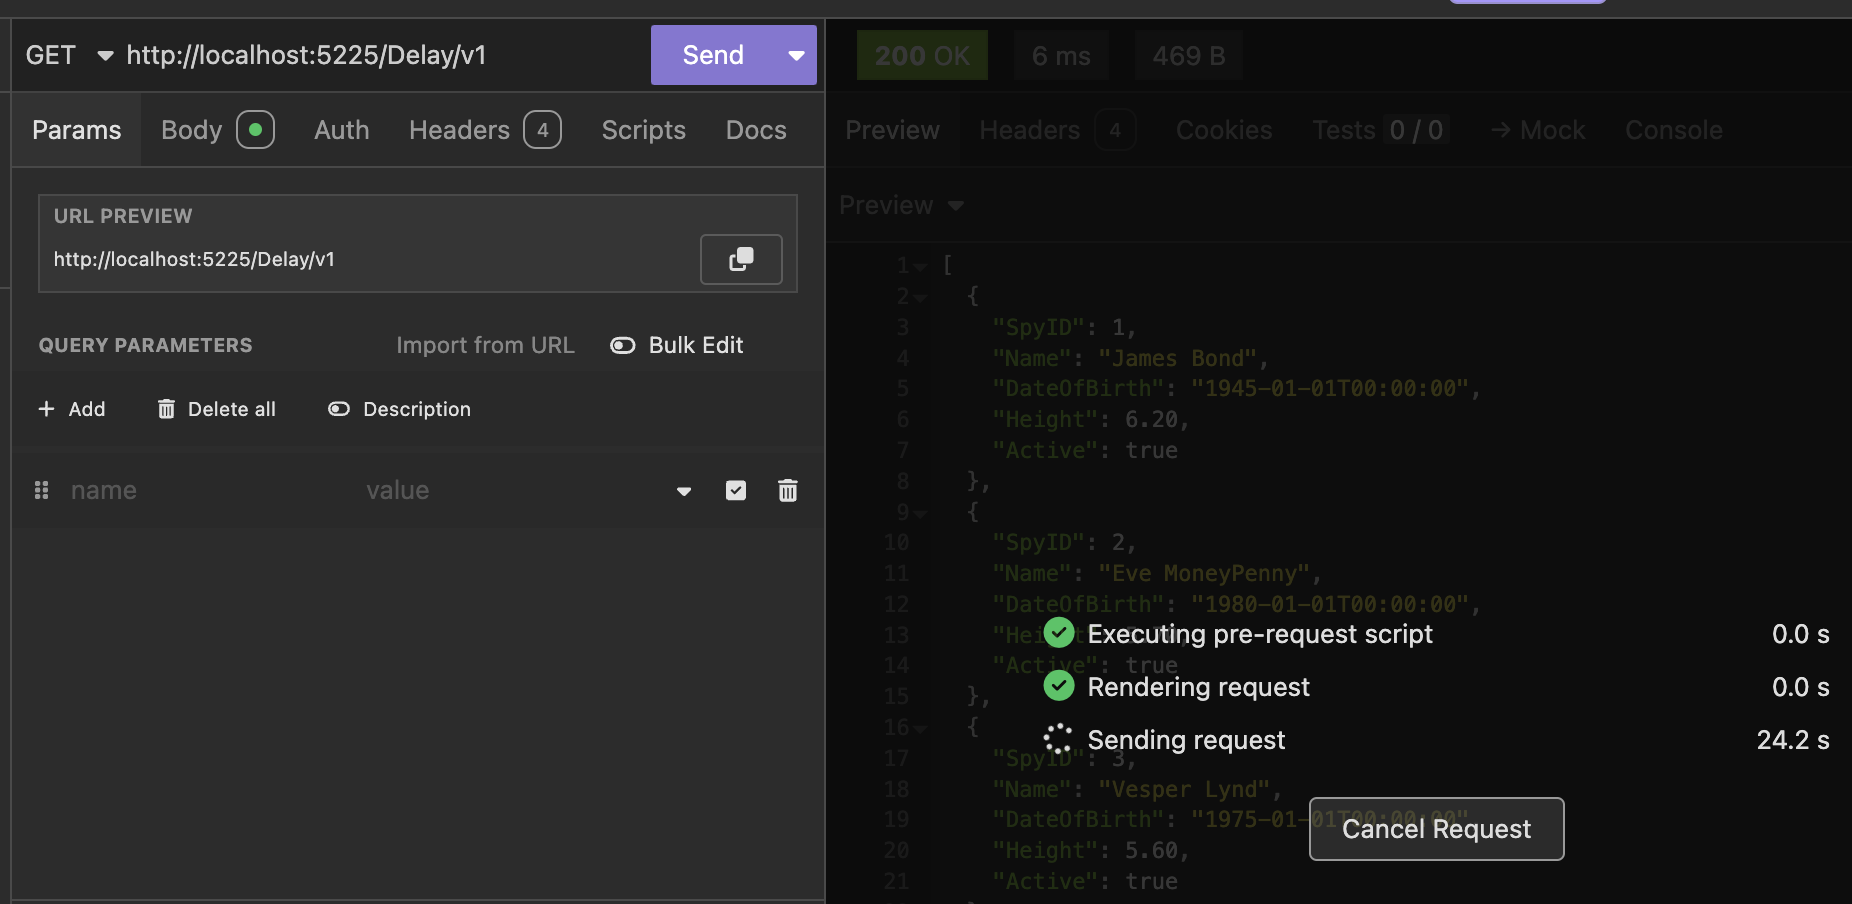 GET http://localhost:5225/Delay/v1 Send
200 OK 6 ms 469 B
Params Body Auth Headers 4 Scripts Docs
Preview Headers 4 Cookies Tests 0 / 0 → Mock Console
URL PREVIEW
http://localhost:5225/Delay/v1
Preview
QUERY PARAMETERS Import from URL Bulk Edit
+ Add Delete all Description
name value
1 [
2 {
3 "SpyID": 1,
4 "Name": "James Bond",
5 "DateOfBirth": "1945-01-01T00:00:00",
6 "Height": 6.20,
7 "Active": true
8 },
9 {
10 "SpyID": 2,
11 "Name": "Eve MoneyPenny",
12 "DateOfBirth": "1980-01-01T00:00:00",
13
Executing pre-request script 0.0 s
14 "Active": true
Rendering request 0.0 s
15 },
16 {
Sending request 24.2 s
17 "SpyID": 3,
18 "Name": "Vesper Lynd",
19 "DateOfBirth": "1975-01-01T00:00:00"
Cancel Request
20 "Height": 5.60,
21 "Active": true